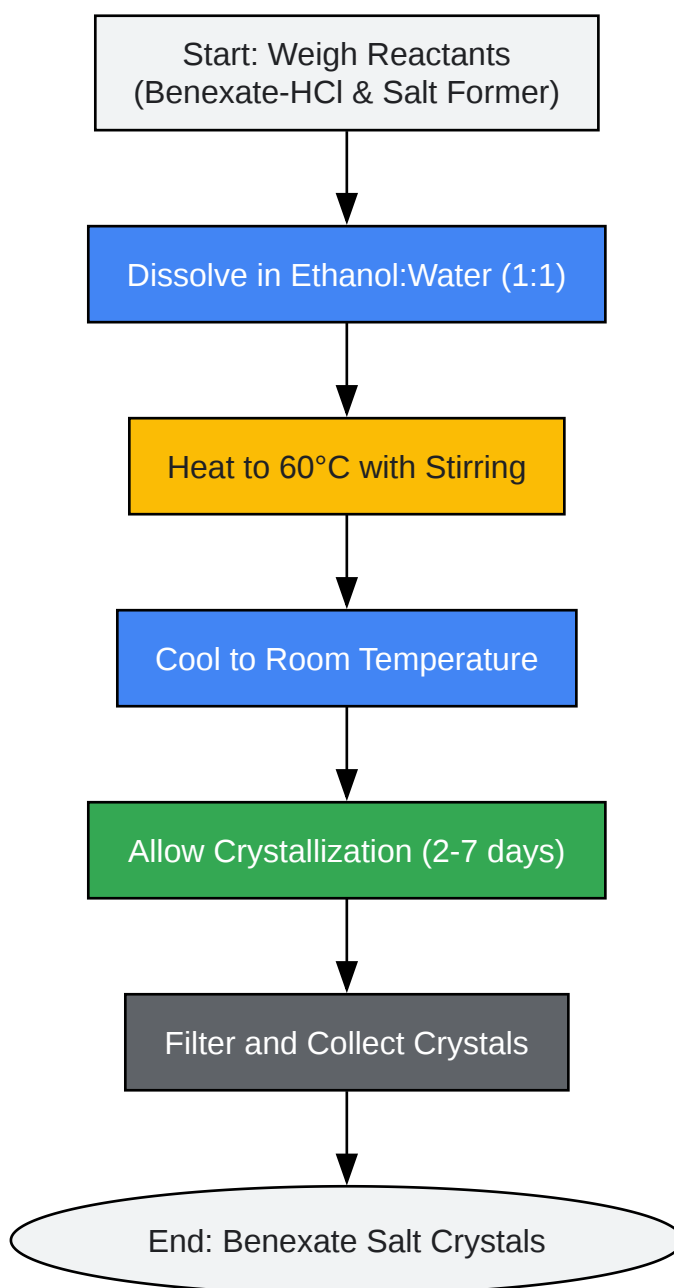 Start: Weigh Reactants
(Benexate-HCl & Salt Former)
Dissolve in Ethanol:Water (1:1)
Heat to 60°C with Stirring
Cool to Room Temperature
Allow Crystallization (2-7 days)
Filter and Collect Crystals
End: Benexate Salt Crystals